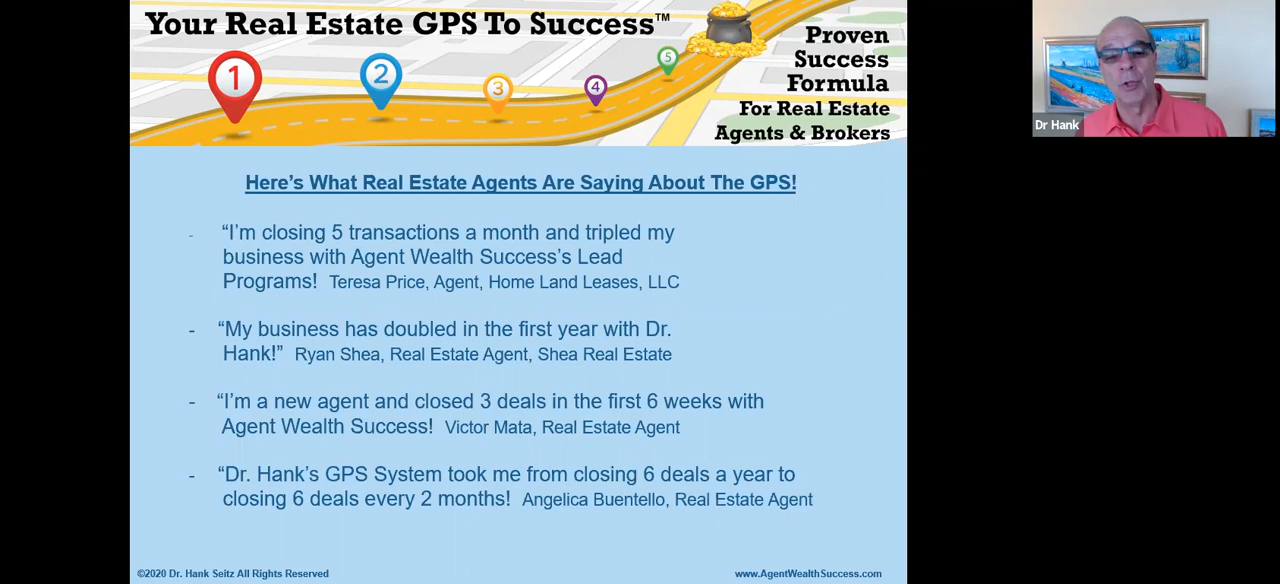 Your Real Estate GPS To Success™
1
2
3
4
5
Proven
Success
Formula
For Real Estate
Agents & Brokers
Dr Hank
Here's What Real Estate Agents Are Saying About The GPS!
- “I’m closing 5 transactions a month and tripled my
business with Agent Wealth Success’s Lead
Programs! Teresa Price, Agent, Home Land Leases, LLC
- “My business has doubled in the first year with Dr.
Hank!” Ryan Shea, Real Estate Agent, Shea Real Estate
- “I’m a new agent and closed 3 deals in the first 6 weeks with
Agent Wealth Success! Victor Mata, Real Estate Agent
- “Dr. Hank’s GPS System took me from closing 6 deals a year to
closing 6 deals every 2 months! Angelica Buentello, Real Estate Agent
©2020 Dr. Hank Seitz All Rights Reserved
www.AgentWealthSuccess.com